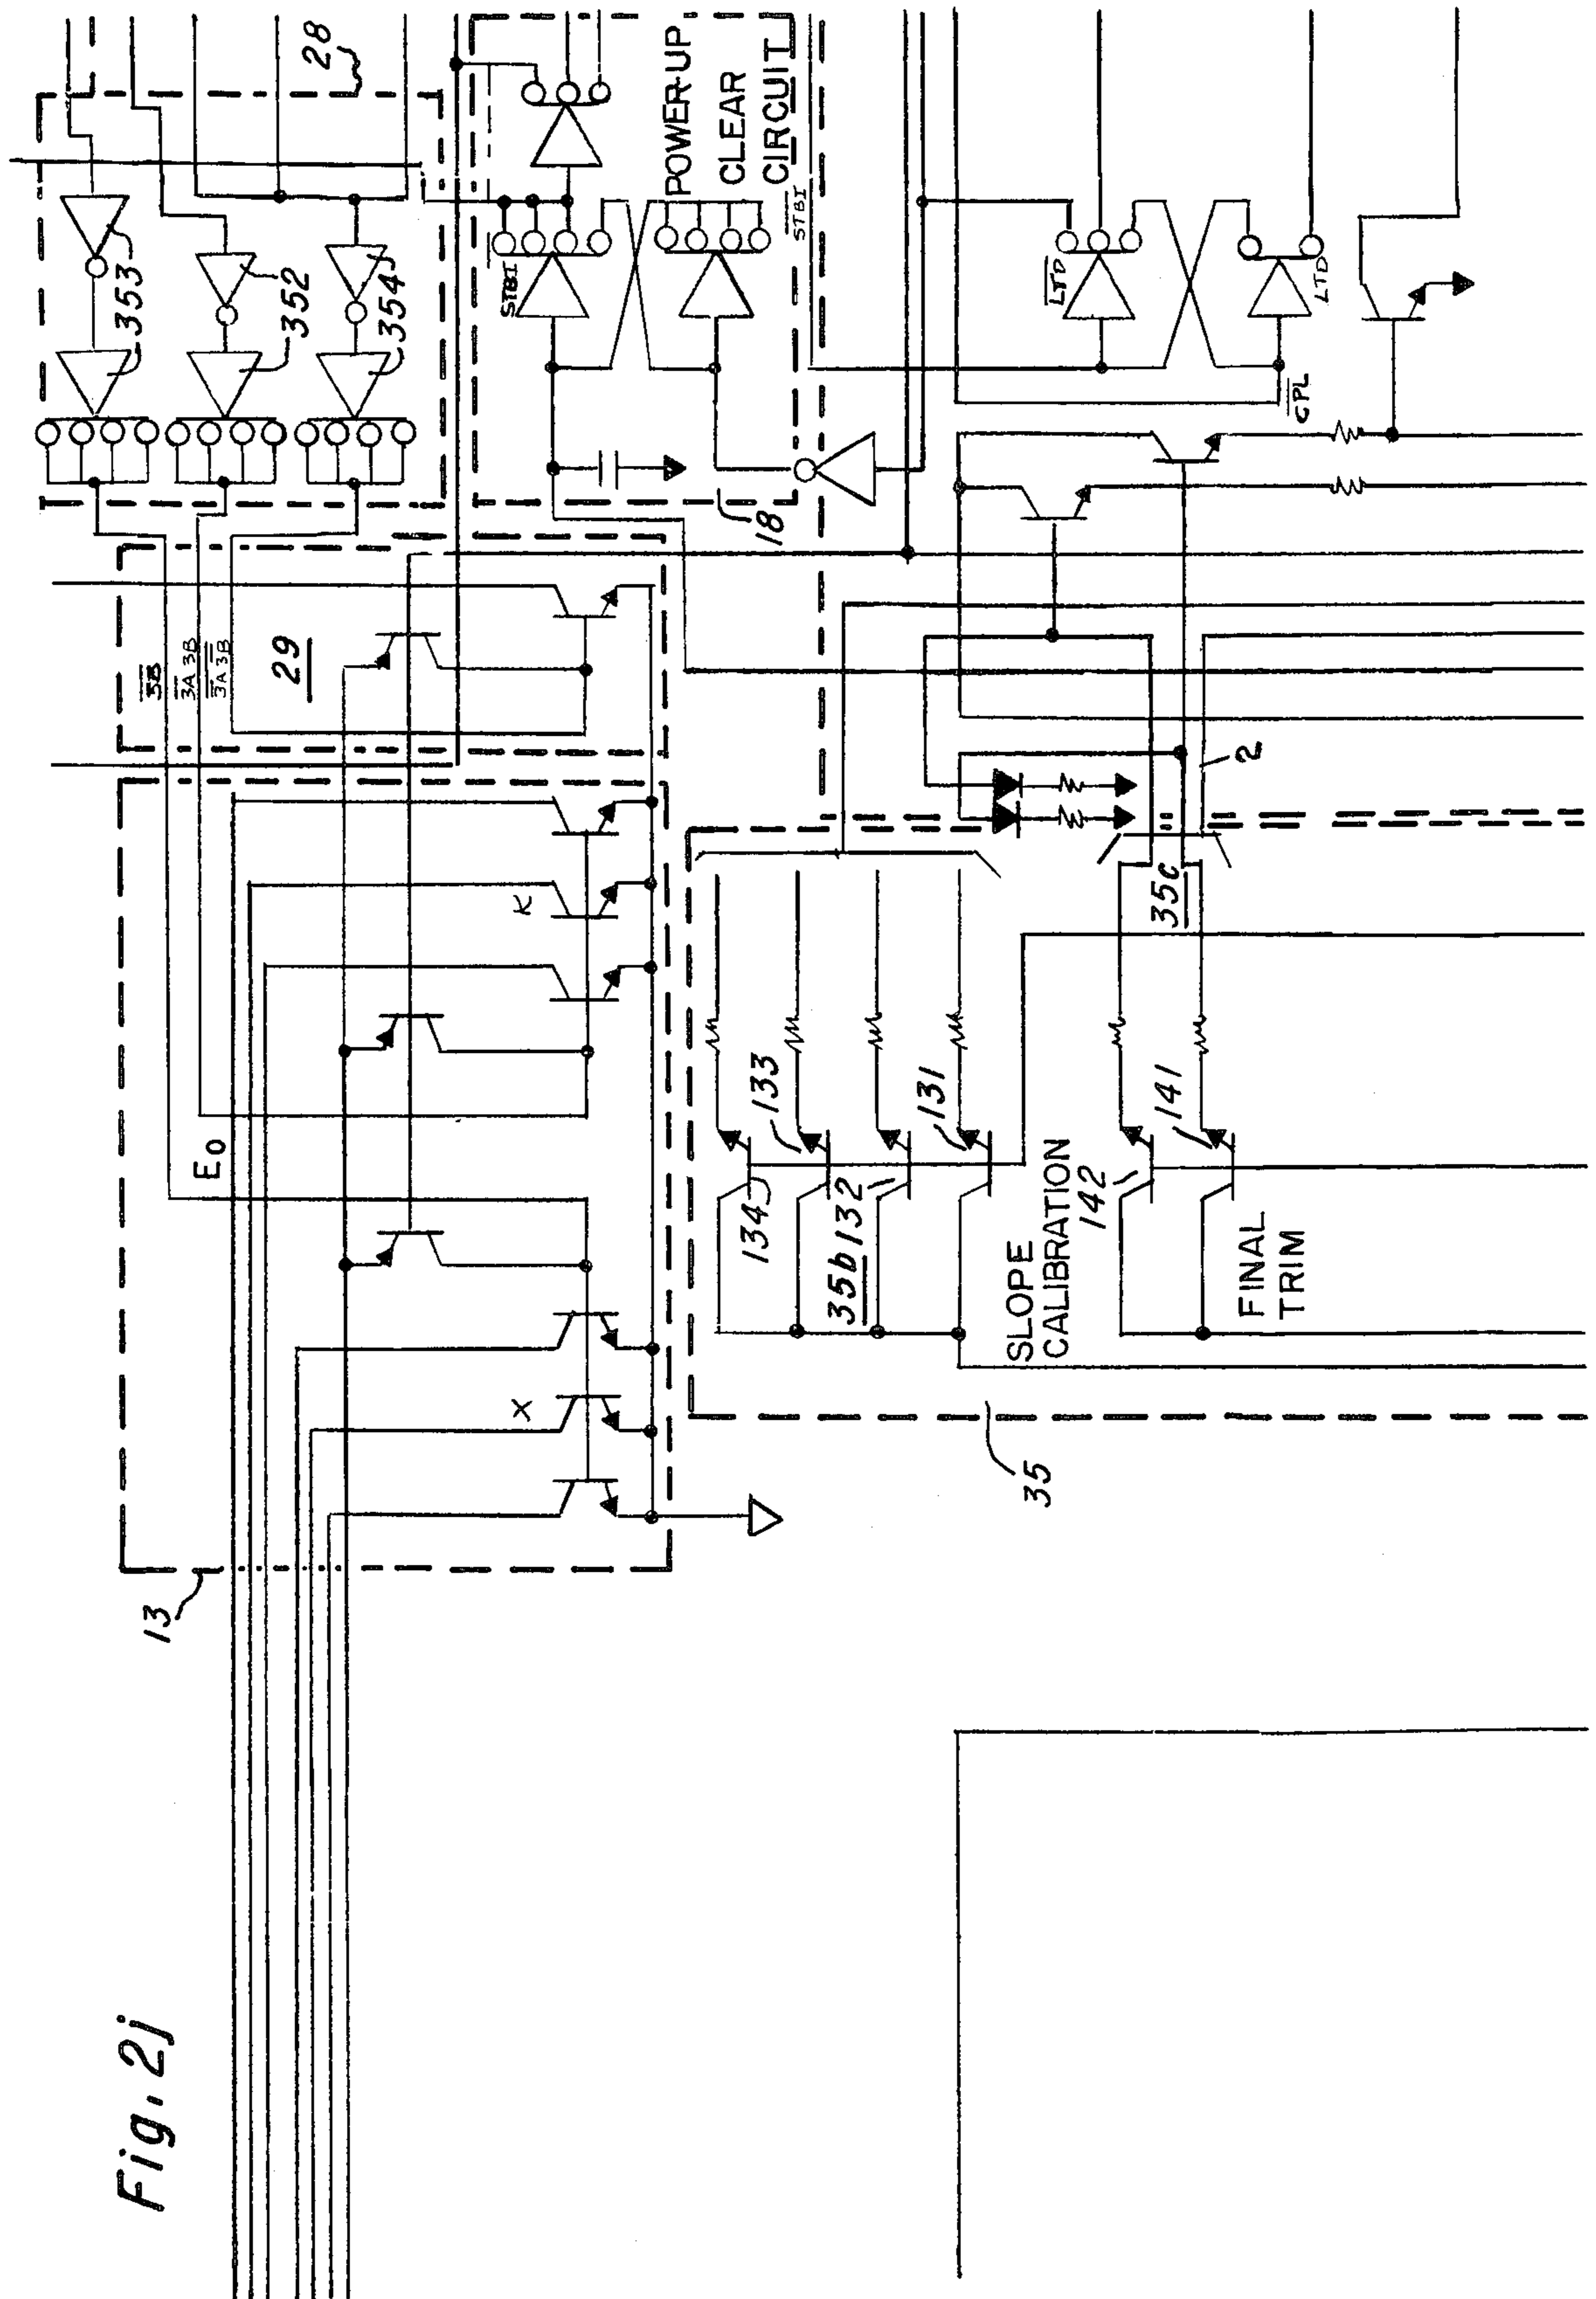 Fig. 2j
28
353
352
354
POWER-UP
CLEAR
CIRCUIT
STBI
STBI
18
3B
3A 3B
3A 3B
29
E0
K
X
13
LTD
LTD
CPL
2
35c
133
131
134
132
35b
141
142
SLOPE
CALIBRATION
FINAL
TRIM
35